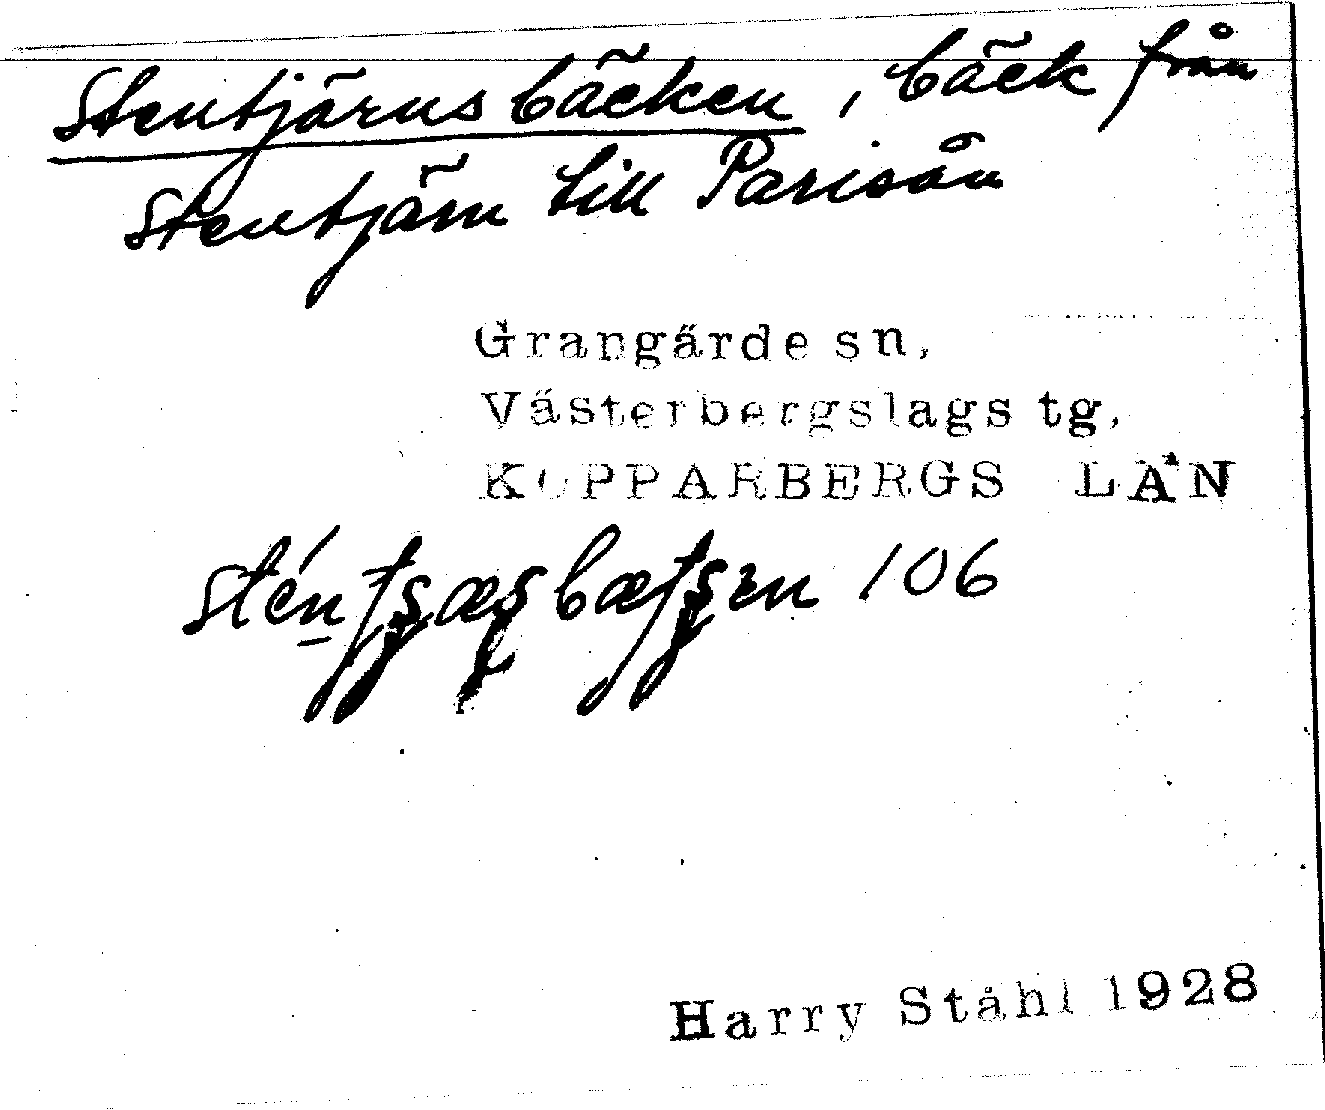 Stentjärnsbäcken, bäck från
Stentjärn till Parisån
Grangärde sn,
Västerbergslags tg,
KOPPARBERGS LÄN
106
Harry Ståhl 1928